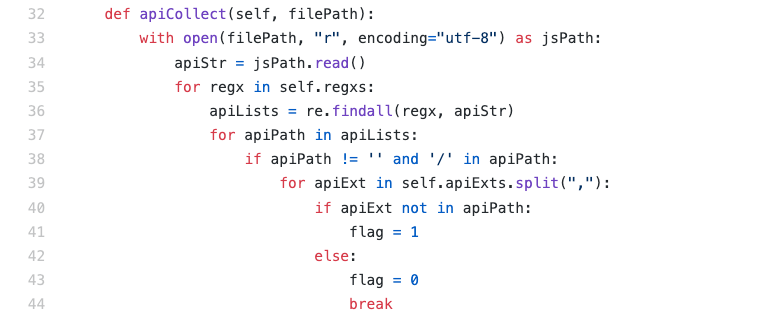 32 def apiCollect(self, filePath):
33 with open(filePath, "r", encoding="utf-8") as jsPath:
34 apiStr = jsPath.read()
35 for regx in self.regxs:
36 apiLists = re.findall(regx, apiStr)
37 for apiPath in apiLists:
38 if apiPath != '' and '/' in apiPath:
39 for apiExt in self.apiExts.split(","):
40 if apiExt not in apiPath:
41 flag = 1
42 else:
43 flag = 0
44 break